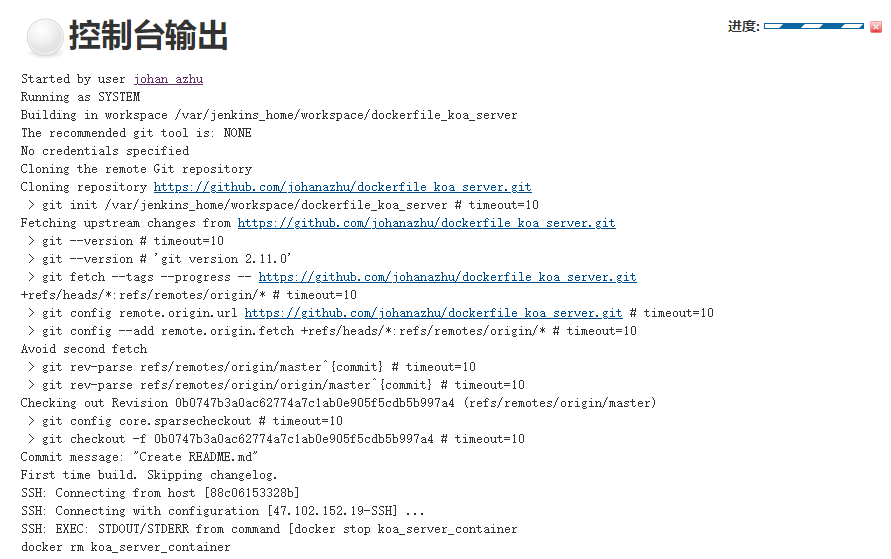 控制台输出
进度:
Started by user johan azhu
Running as SYSTEM
Building in workspace /var/jenkins_home/workspace/dockerfile_koa_server
The recommended git tool is: NONE
No credentials specified
Cloning the remote Git repository
Cloning repository https://github.com/johanazhu/dockerfile_koa_server.git
 > git init /var/jenkins_home/workspace/dockerfile_koa_server # timeout=10
Fetching upstream changes from https://github.com/johanazhu/dockerfile_koa_server.git
 > git --version # timeout=10
 > git --version # 'git version 2.11.0'
 > git fetch --tags --progress -- https://github.com/johanazhu/dockerfile_koa_server.git
+refs/heads/*:refs/remotes/origin/* # timeout=10
 > git config remote.origin.url https://github.com/johanazhu/dockerfile_koa_server.git # timeout=10
 > git config --add remote.origin.fetch +refs/heads/*:refs/remotes/origin/* # timeout=10
Avoid second fetch
 > git rev-parse refs/remotes/origin/master^{commit} # timeout=10
 > git rev-parse refs/remotes/origin/origin/master^{commit} # timeout=10
Checking out Revision 0b0747b3a0ac62774a7c1ab0e905f5cdb5b997a4 (refs/remotes/origin/master)
 > git config core.sparsecheckout # timeout=10
 > git checkout -f 0b0747b3a0ac62774a7c1ab0e905f5cdb5b997a4 # timeout=10
Commit message: "Create README.md"
First time build. Skipping changelog.
SSH: Connecting from host [88c06153328b]
SSH: Connecting with configuration [47.102.152.19-SSH] ...
SSH: EXEC: STDOUT/STDERR from command [docker stop koa_server_container
docker rm koa_server_container